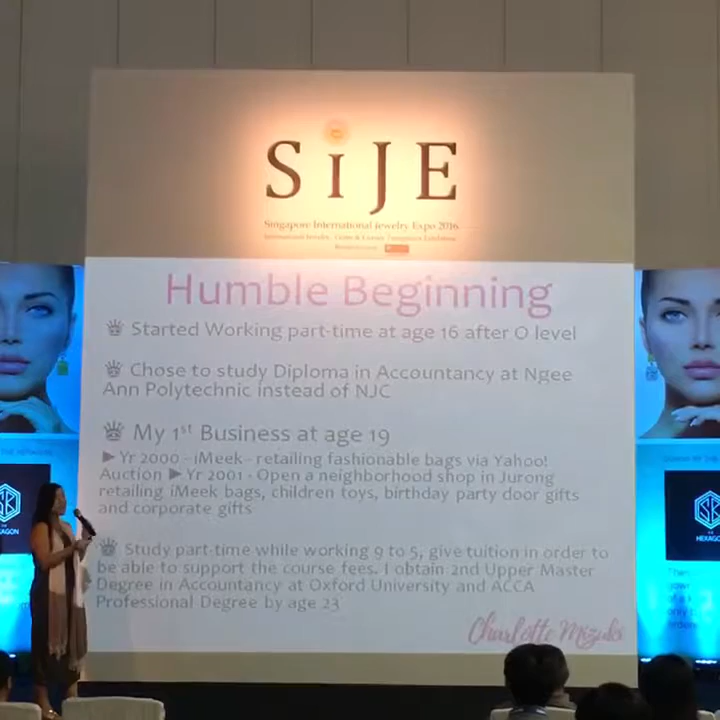 SIJE
Singapore International Jewelry Expo 2016
Humble Beginning
Started Working part-time at age 16 after O level
Chose to study Diploma in Accountancy at Ngee
Ann Polytechnic instead of NJC
My 1st Business at age 19
▶Yr 2000 - iMeek - retailing fashionable bags via Yahoo!
Auction ▶Yr 2001 - Open a neighborhood shop in Jurong
retailing iMeek bags, children toys, birthday party door gifts
and corporate gifts
Study part-time while working 9 to 5, give tuition in order to
be able to support the course fees. I obtain 2nd Upper Master
Degree in Accountancy at Oxford University and ACCA
Professional Degree by age 23
Charlotte Mizuki
HEXAGON